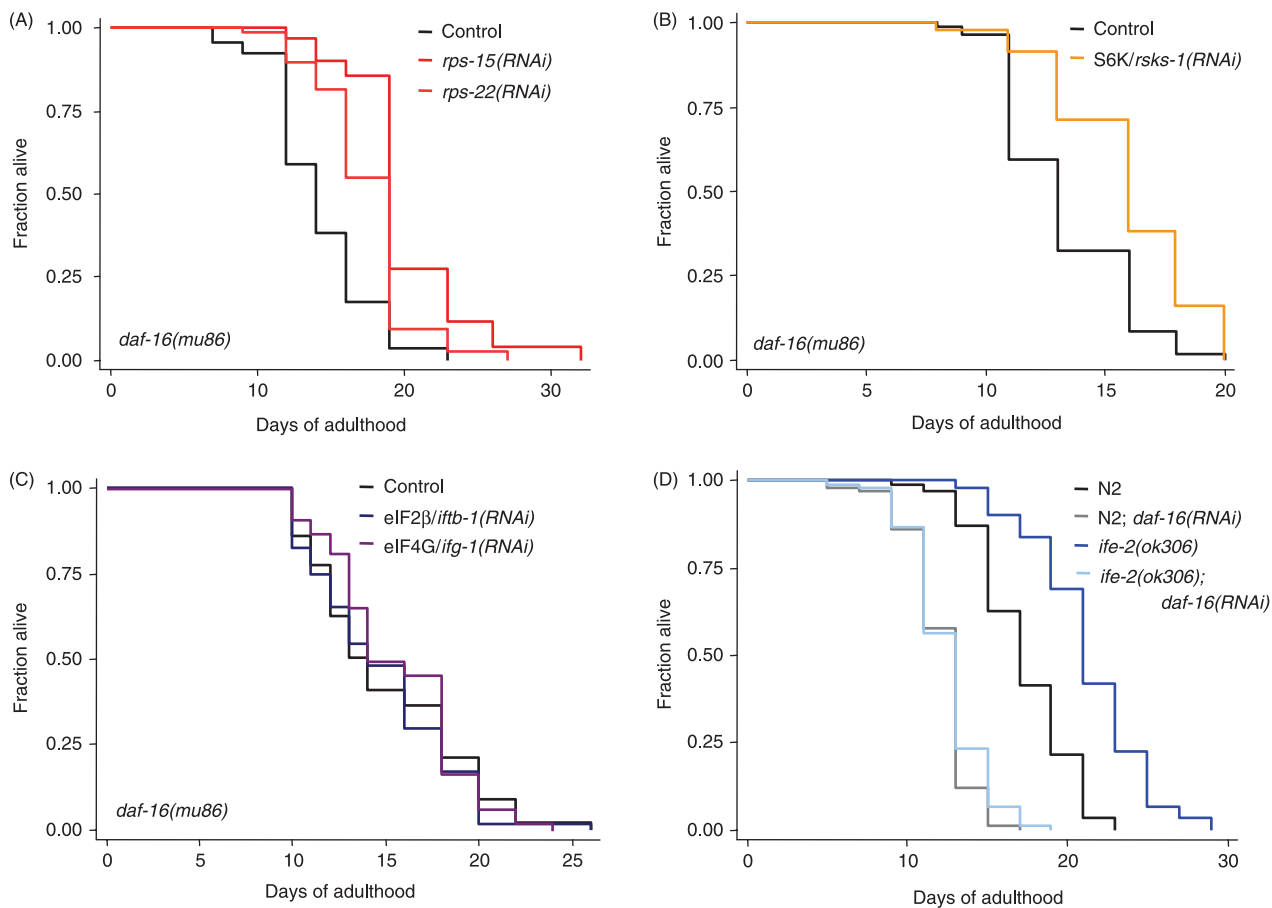 (A)
Control
rps-15(RNAi)
rps-22(RNAi)
1.00
0.75
0.50
0.25
0.00
Fraction alive
daf-16(mu86)
0 10 20 30
Days of adulthood
(B)
Control
S6K/rsks-1(RNAi)
1.00
0.75
0.50
0.25
0.00
Fraction alive
daf-16(mu86)
0 5 10 15 20
Days of adulthood
(C)
Control
eIF2β/iftb-1(RNAi)
eIF4G/ifg-1(RNAi)
1.00
0.75
0.50
0.25
0.00
Fraction alive
daf-16(mu86)
0 5 10 15 20 25
Days of adulthood
(D)
N2
N2; daf-16(RNAi)
ife-2(ok306)
ife-2(ok306);
daf-16(RNAi)
1.00
0.75
0.50
0.25
0.00
Fraction alive
0 10 20 30
Days of adulthood